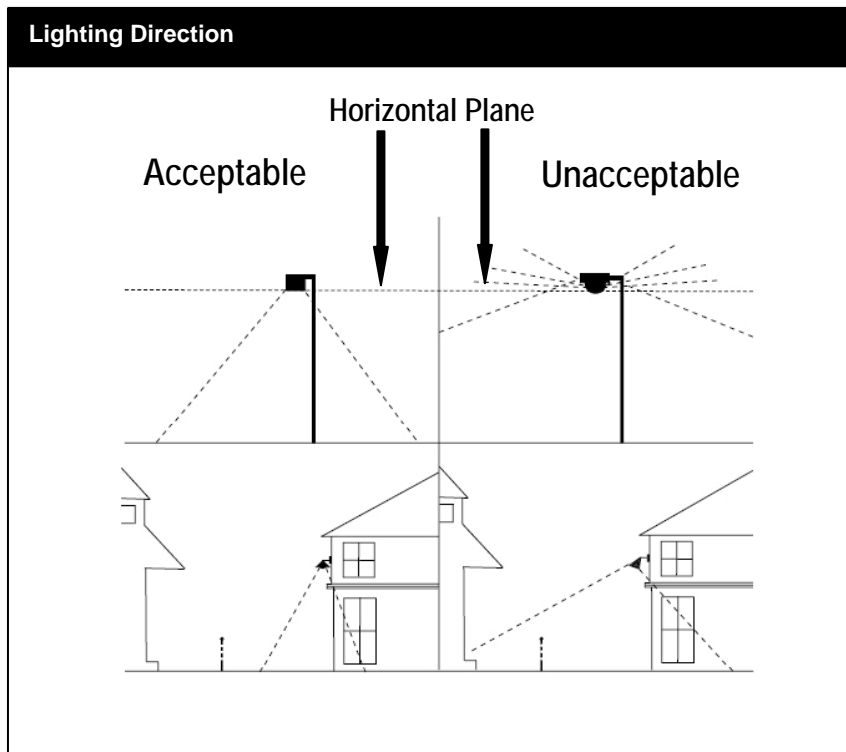 Lighting Direction
Horizontal Plane
Acceptable
Unacceptable